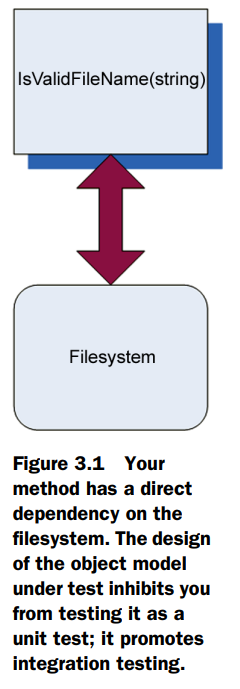 IsValidFileName(string)
Filesystem
Figure 3.1 Your
method has a direct
dependency on the
filesystem. The design
of the object model
under test inhibits you
from testing it as a
unit test; it promotes
integration testing.